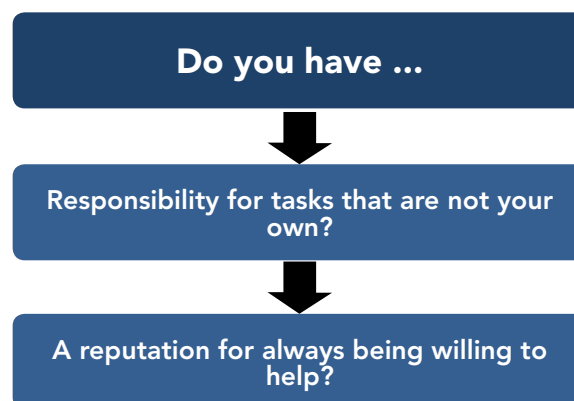 Do you have ...
Responsibility for tasks that are not your
own?
A reputation for always being willing to
help?